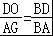 DO/AG = BD/BA